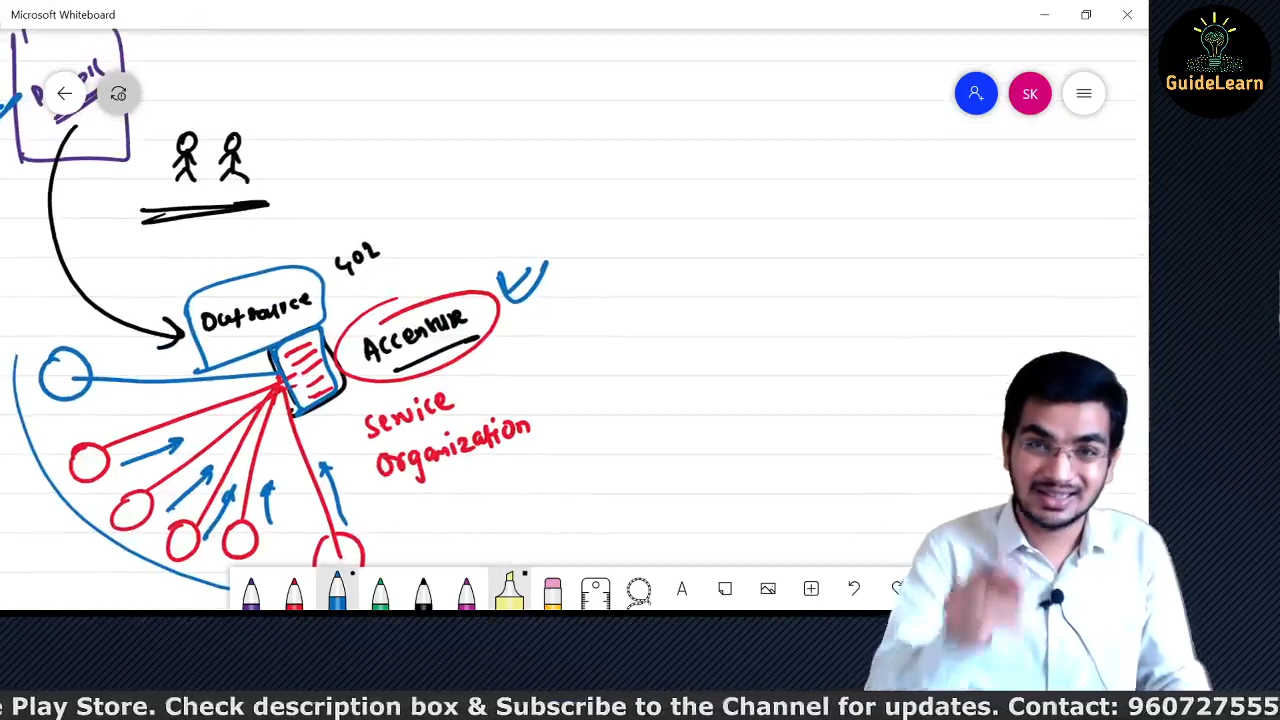 Microsoft Whiteboard
GuideLearn
SK
402
Outsource
Accenture
Service
organization
A
e Play Store. Check description box & Subscribe to the Channel for updates. Contact: 960727555